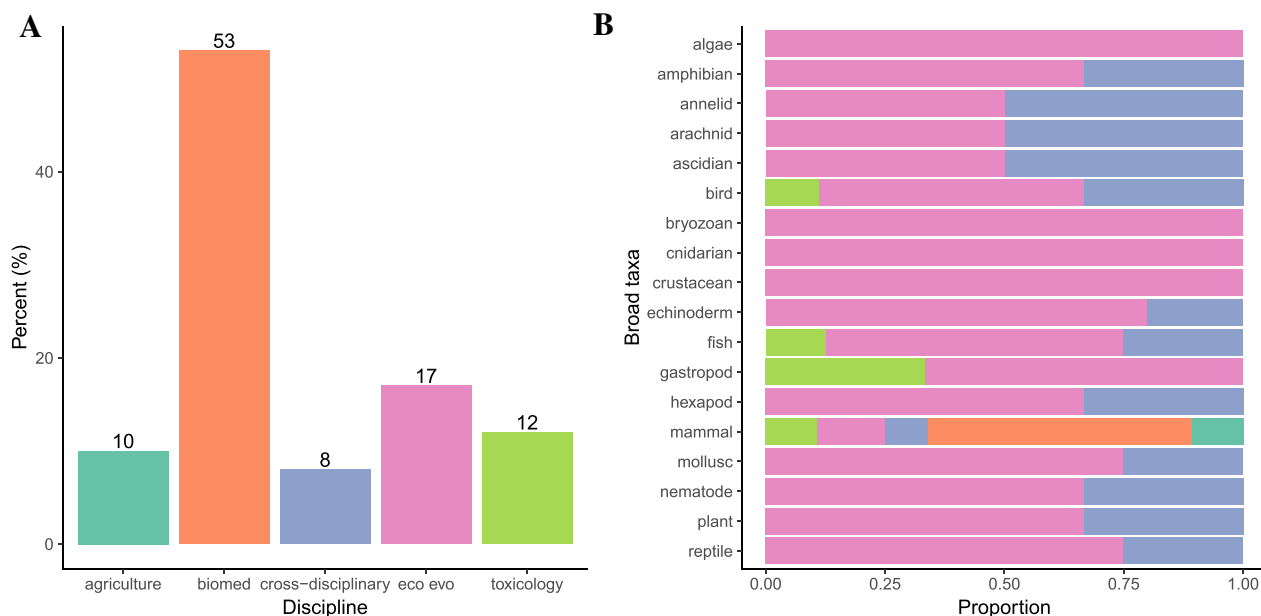 A
53
17
12
10
8
40
20
0
Percent (%)
agriculture biomed cross−disciplinary eco evo toxicology
Discipline
B
algae
amphibian
annelid
arachnid
ascidian
bird
bryozoan
cnidarian
crustacean
echinoderm
fish
gastropod
hexapod
mammal
mollusc
nematode
plant
reptile
Broad taxa
0.00 0.25 0.50 0.75 1.00
Proportion